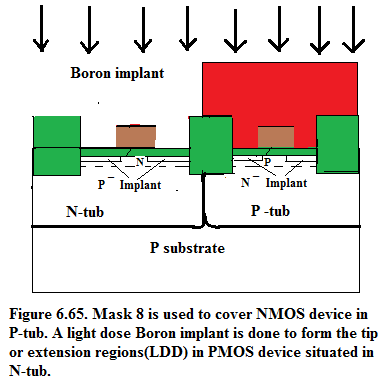 Boron implant
N
P
P⁻ Implant
N⁻ Implant
N-tub
P -tub
P substrate
Figure 6.65. Mask 8 is used to cover NMOS device in
P-tub. A light dose Boron implant is done to form the tip
or extension regions(LDD) in PMOS device situated in
N-tub.